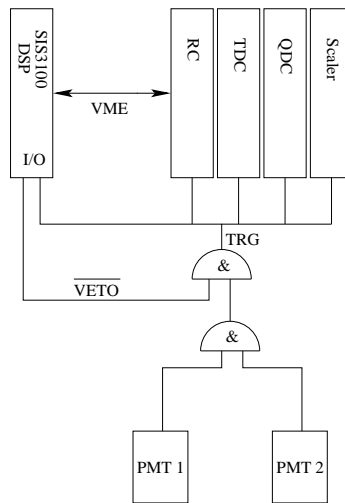 SIS3100
DSP
I/O
VME
RC
TDC
QDC
Scaler
TRG
&
VETO
&
PMT 1
PMT 2